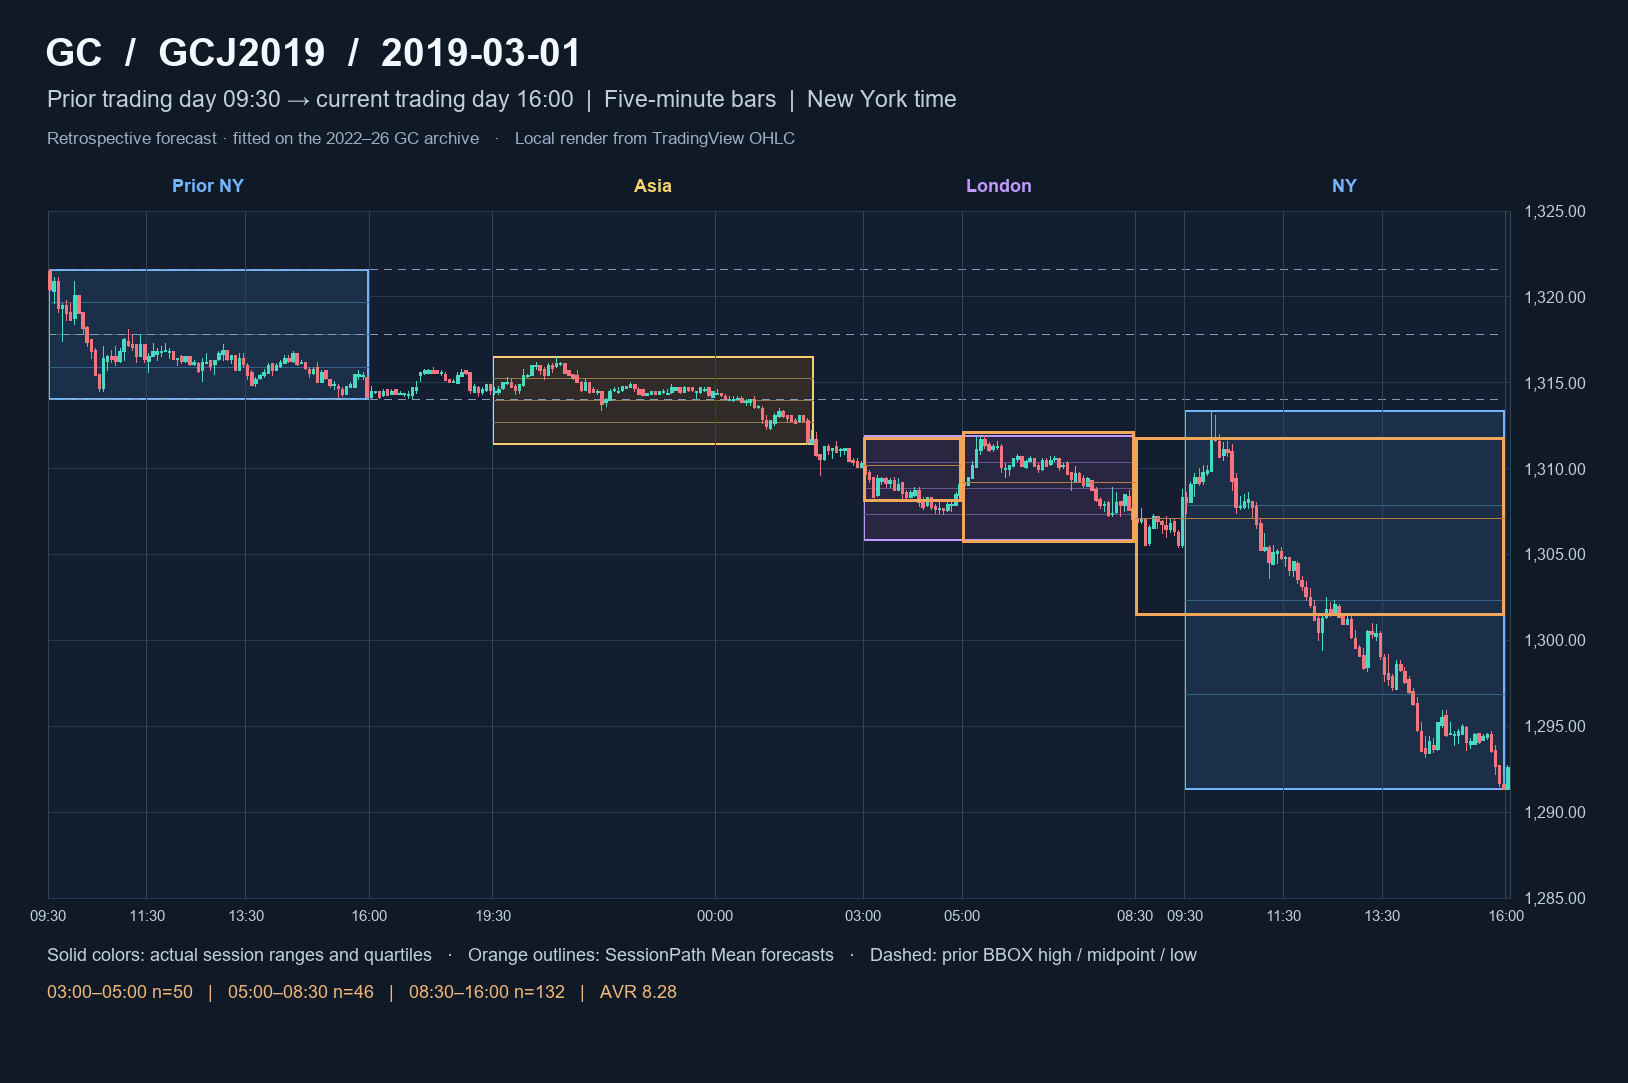 GC / GCJ2019 / 2019-03-01
Prior trading day 09:30 → current trading day 16:00 | Five-minute bars | New York time
Retrospective forecast · fitted on the 2022–26 GC archive · Local render from TradingView OHLC
Prior NY Asia London NY
1,325.00
1,320.00
1,315.00
1,310.00
1,305.00
1,300.00
1,295.00
1,290.00
1,285.00
09:30 11:30 13:30 16:00 19:30 00:00 03:00 05:00 08:30 09:30 11:30 13:30 16:00
Solid colors: actual session ranges and quartiles · Orange outlines: SessionPath Mean forecasts · Dashed: prior BBOX high / midpoint / low
03:00–05:00 n=50 | 05:00–08:30 n=46 | 08:30–16:00 n=132 | AVR 8.28